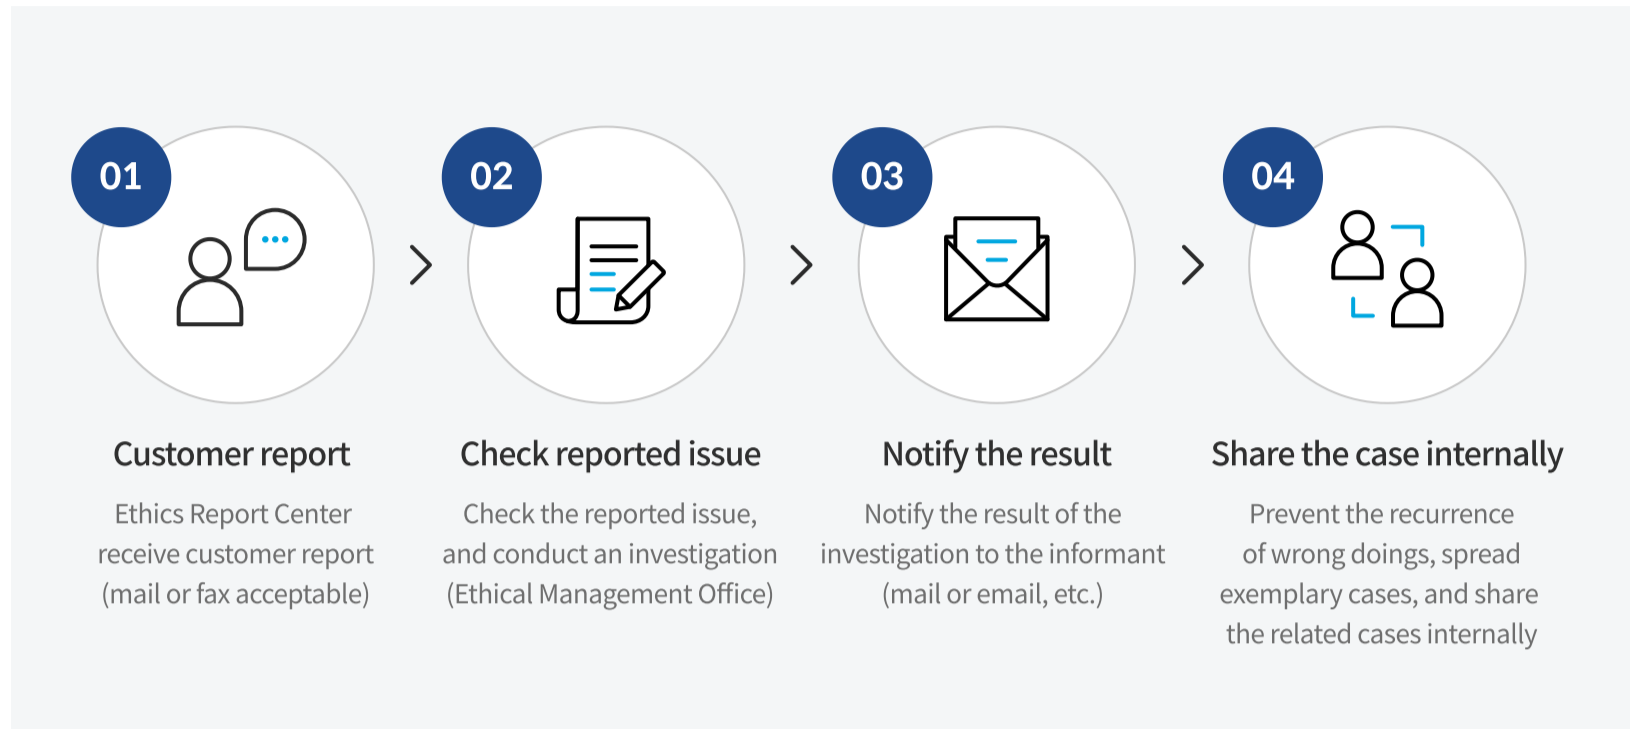 01
Customer report
Ethics Report Center
receive customer report
(mail or fax acceptable)
02
Check reported issue
Check the reported issue,
and conduct an investigation
(Ethical Management Office)
03
Notify the result
Notify the result of the
investigation to the informant
(mail or email, etc.)
04
Share the case internally
Prevent the recurrence
of wrong doings, spread
exemplary cases, and share
the related cases internally